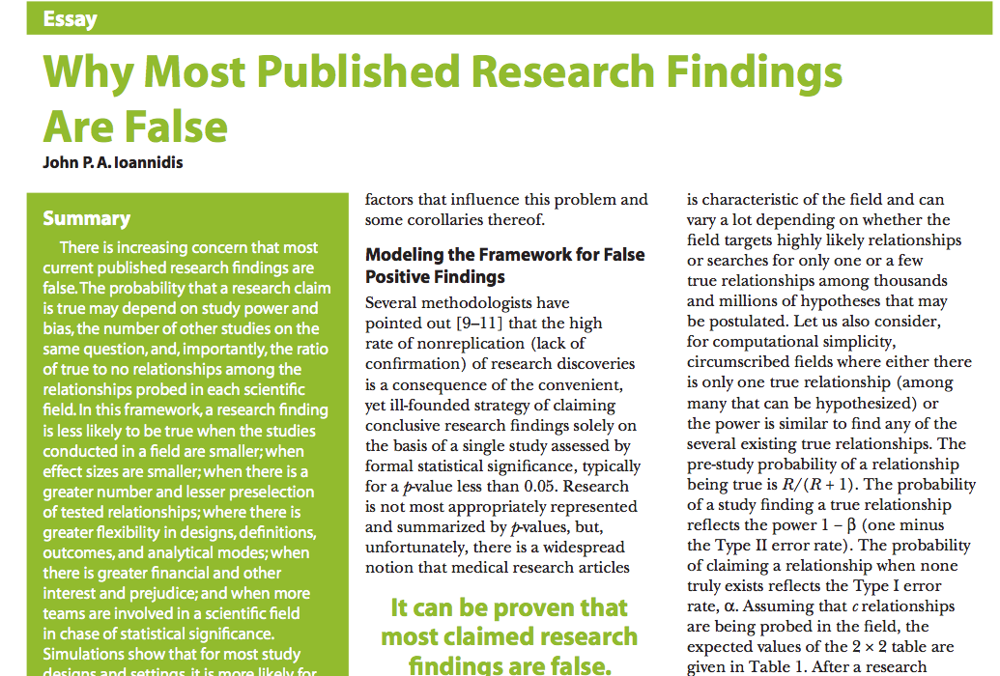 Essay
Why Most Published Research Findings
Are False
John P. A. Ioannidis
Summary
There is increasing concern that most
current published research findings are
false. The probability that a research claim
is true may depend on study power and
bias, the number of other studies on the
same question, and, importantly, the ratio
of true to no relationships among the
relationships probed in each scientific
field. In this framework, a research finding
is less likely to be true when the studies
conducted in a field are smaller; when
effect sizes are smaller; when there is a
greater number and lesser preselection
of tested relationships; where there is
greater flexibility in designs, definitions,
outcomes, and analytical modes; when
there is greater financial and other
interest and prejudice; and when more
teams are involved in a scientific field
in chase of statistical significance.
Simulations show that for most study
designs and settings, it is more likely for
factors that influence this problem and
some corollaries thereof.
Modeling the Framework for False
Positive Findings
Several methodologists have
pointed out [9–11] that the high
rate of nonreplication (lack of
confirmation) of research discoveries
is a consequence of the convenient,
yet ill-founded strategy of claiming
conclusive research findings solely on
the basis of a single study assessed by
formal statistical significance, typically
for a p-value less than 0.05. Research
is not most appropriately represented
and summarized by p-values, but,
unfortunately, there is a widespread
notion that medical research articles
It can be proven that
most claimed research
findings are false.
is characteristic of the field and can
vary a lot depending on whether the
field targets highly likely relationships
or searches for only one or a few
true relationships among thousands
and millions of hypotheses that may
be postulated. Let us also consider,
for computational simplicity,
circumscribed fields where either there
is only one true relationship (among
many that can be hypothesized) or
the power is similar to find any of the
several existing true relationships. The
pre-study probability of a relationship
being true is R/(R + 1). The probability
of a study finding a true relationship
reflects the power 1 − β (one minus
the Type II error rate). The probability
of claiming a relationship when none
truly exists reflects the Type I error
rate, α. Assuming that c relationships
are being probed in the field, the
expected values of the 2 × 2 table are
given in Table 1. After a research